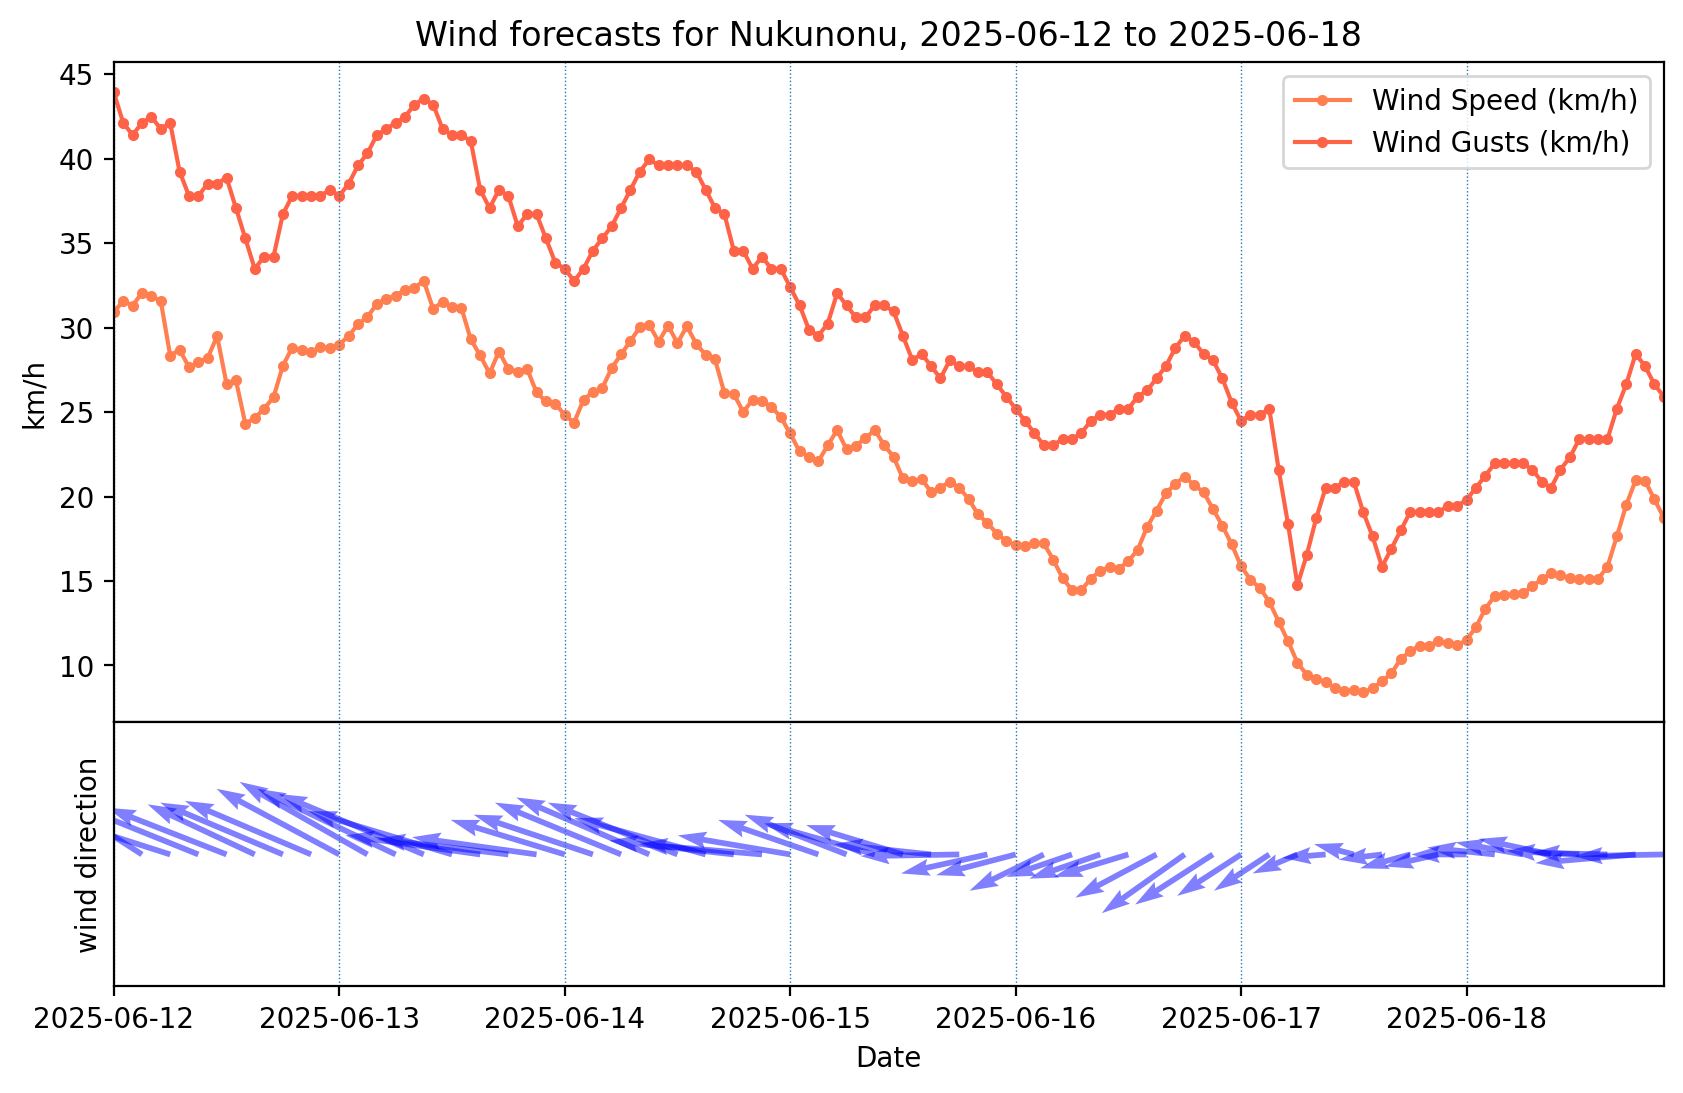 Wind forecasts for Nukunonu, 2025-06-12 to 2025-06-18
45
40
35
30
25
20
15
10
km/h
Wind Speed (km/h)
Wind Gusts (km/h)
wind direction
2025-06-12
2025-06-13
2025-06-14
2025-06-15
2025-06-16
2025-06-17
2025-06-18
Date